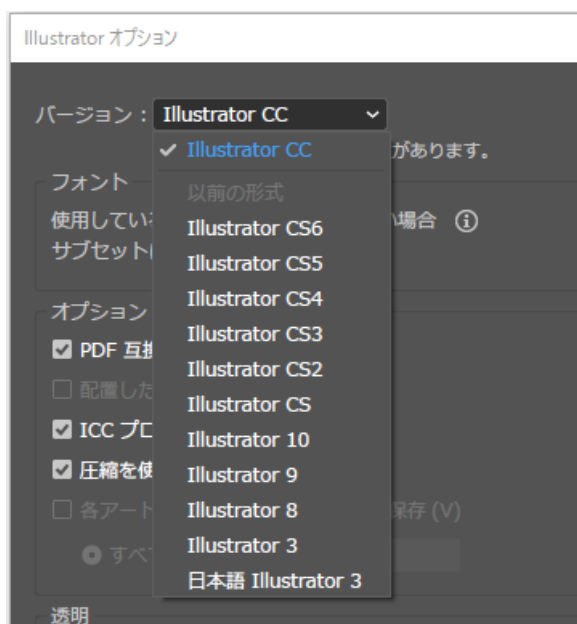 Illustrator オプション
バージョン : Illustrator CC
Illustrator CC
があります。
フォント
以前の形式
使用してい 場合
Illustrator CS6
サブセット
Illustrator CS5
Illustrator CS4
オプション
Illustrator CS3
PDF 互換
Illustrator CS2
配置した
Illustrator CS
ICC プロ
Illustrator 10
圧縮を使
Illustrator 9
各アート 保存 (V)
Illustrator 8
すべて
Illustrator 3
日本語 Illustrator 3
透明